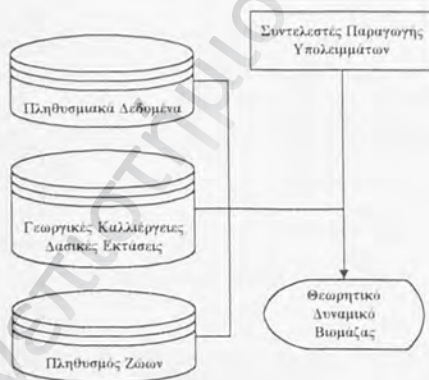 Συντελεστές Παραγωγής
Υπολειμμάτων
Πληθυσμιακά Δεδομένα
Γεωργικές Καλλιέργειες
Δασικές Εκτάσεις
Θεωρητικό
Δυναμικό
Βιομάζας
Πληθυσμός Ζώων